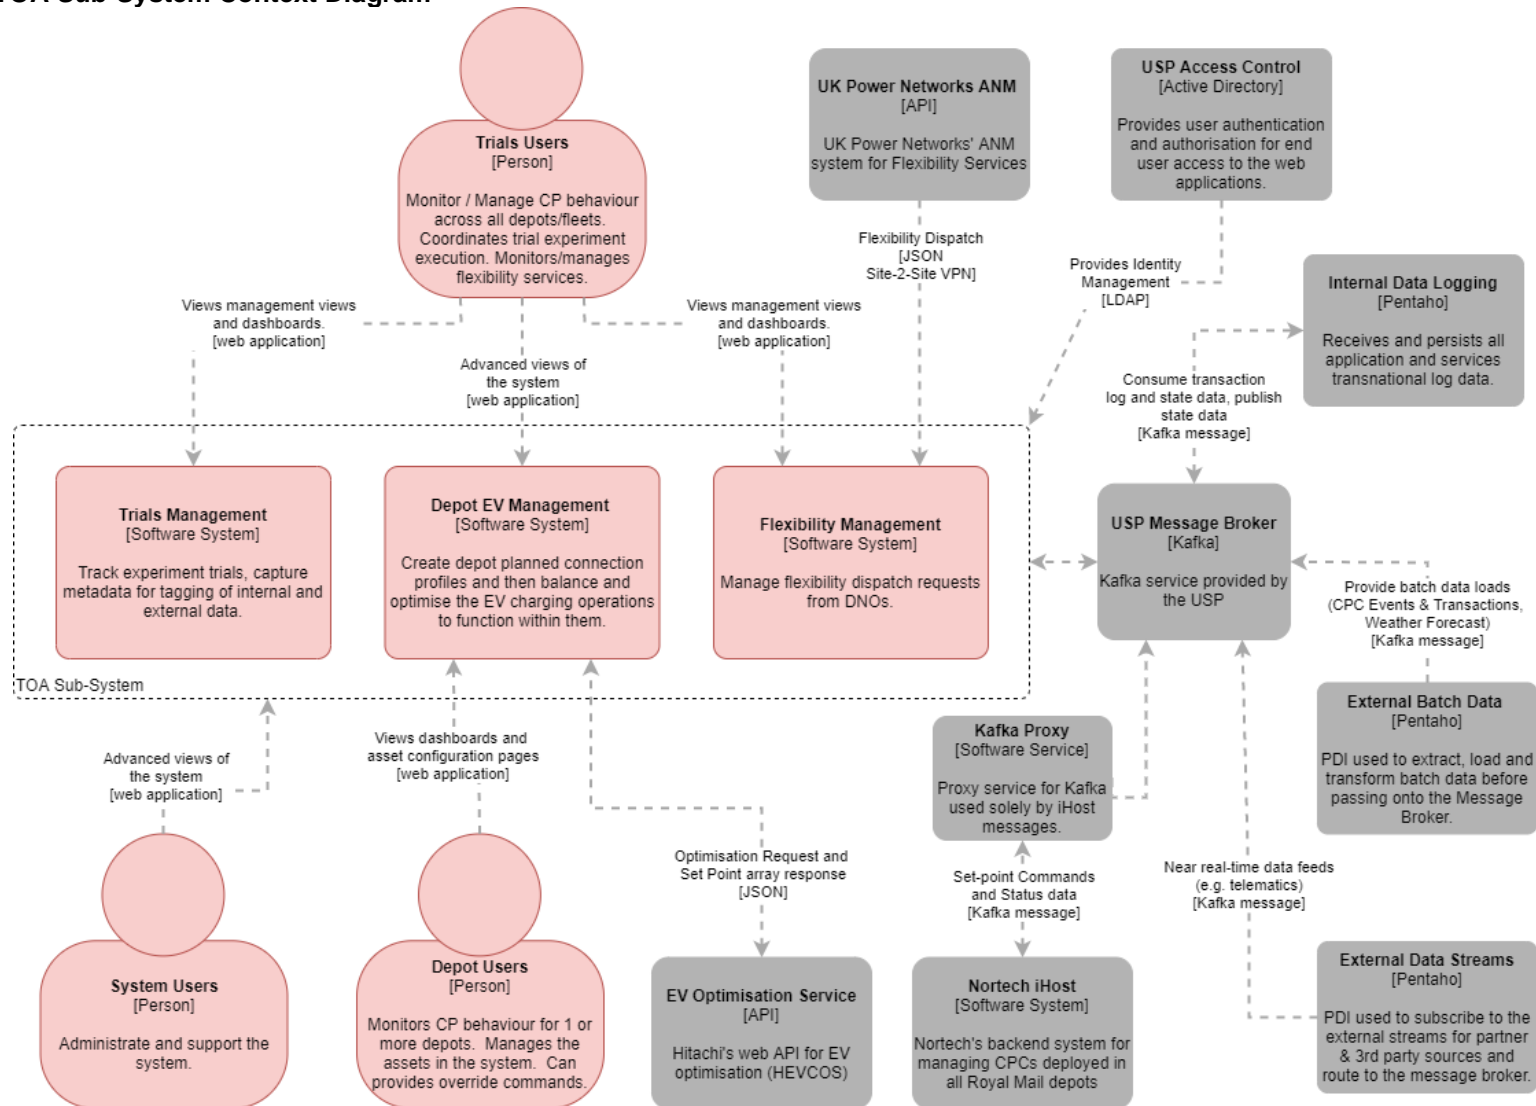 TOA Sub-System Context Diagram
Trials Users
[Person]
Monitor / Manage CP behaviour
across all depots/fleets.
Coordinates trial experiment
execution. Monitors/manages
flexibility services.
UK Power Networks ANM
[API]
UK Power Networks' ANM
system for Flexibility Services
USP Access Control
[Active Directory]
Provides user authentication
and authorisation for end
user access to the web
applications.
Flexibility Dispatch
[JSON
Site-2-Site VPN]
Provides Identity
Management
[LDAP]
Internal Data Logging
[Pentaho]
Receives and persists all
application and services
transnational log data.
Views management views
and dashboards.
[web application]
Advanced views of
the system
[web application]
Views management views
and dashboards.
[web application]
Consume transaction
log and state data, publish
state data
[Kafka message]
Trials Management
[Software System]
Track experiment trials, capture
metadata for tagging of internal and
external data.
Depot EV Management
[Software System]
Create depot planned connection
profiles and then balance and
optimise the EV charging operations
to function within them.
Flexibility Management
[Software System]
Manage flexibility dispatch requests
from DNOs.
USP Message Broker
[Kafka]
Kafka service provided by
the USP
Provide batch data loads
(CPC Events & Transactions,
Weather Forecast)
[Kafka message]
TOA Sub-System
External Batch Data
[Pentaho]
PDI used to extract, load and
transform batch data before
passing onto the Message
Broker.
Kafka Proxy
[Software Service]
Proxy service for Kafka
used solely by iHost
messages.
Advanced views of
the system
[web application]
Views dashboards and
asset configuration pages
[web application]
Optimisation Request and
Set Point array response
[JSON]
Set-point Commands
and Status data
[Kafka message]
Near real-time data feeds
(e.g. telematics)
[Kafka message]
System Users
[Person]
Administrate and support the
system.
Depot Users
[Person]
Monitors CP behaviour for 1 or
more depots. Manages the
assets in the system. Can
provides override commands.
EV Optimisation Service
[API]
Hitachi's web API for EV
optimisation (HEVCOS)
Nortech iHost
[Software System]
Nortech's backend system for
managing CPCs deployed in
all Royal Mail depots
External Data Streams
[Pentaho]
PDI used to subscribe to the
external streams for partner
& 3rd party sources and
route to the message broker.